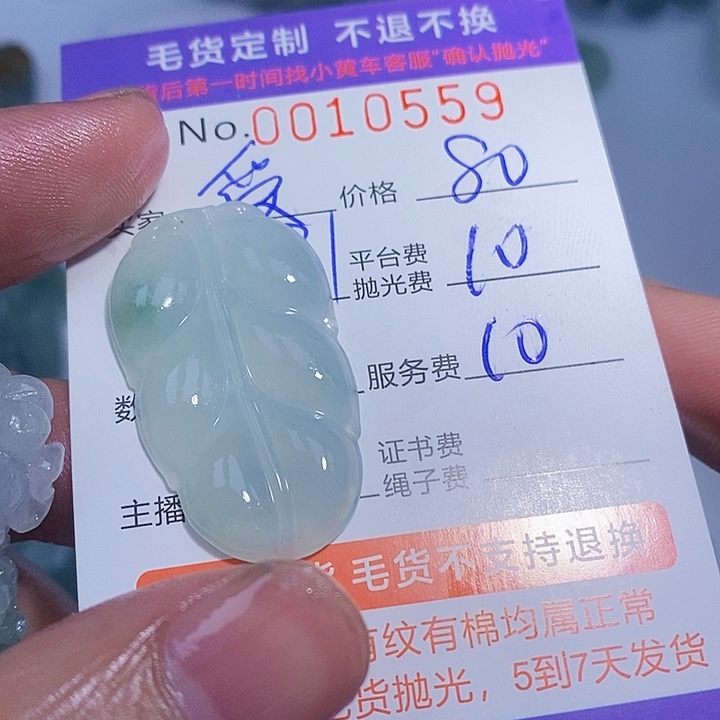 毛货定制 不退不换
货后第一时间找小黄车客服"确认抛光"
No.0010559
价格 80
平台费
抛光费 10
服务费 10
数
证书费
绳子费
主播
毛货不支持退换
有纹有棉均属正常
货抛光，5到7天发货